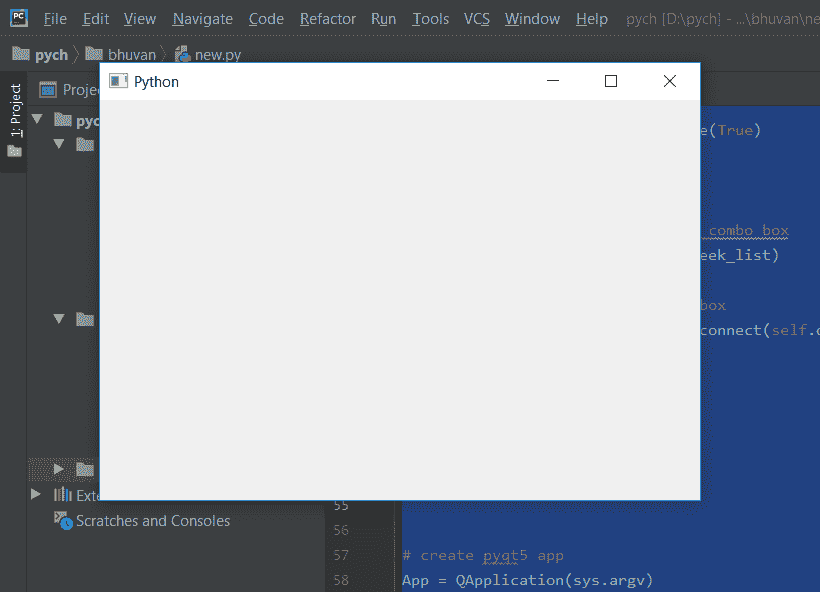 PC File Edit View Navigate Code Refactor Run Tools VCS Window Help pych [D:\pych] - ...\bhuvan\ne
pych bhuvan new.py
Python
1: Project
Proje
pyc
e(True)
combo box
eek_list)
box
connect(self.
Exte
55
Scratches and Consoles
56
57 # create pyqt5 app
58 App = QApplication(sys.argv)